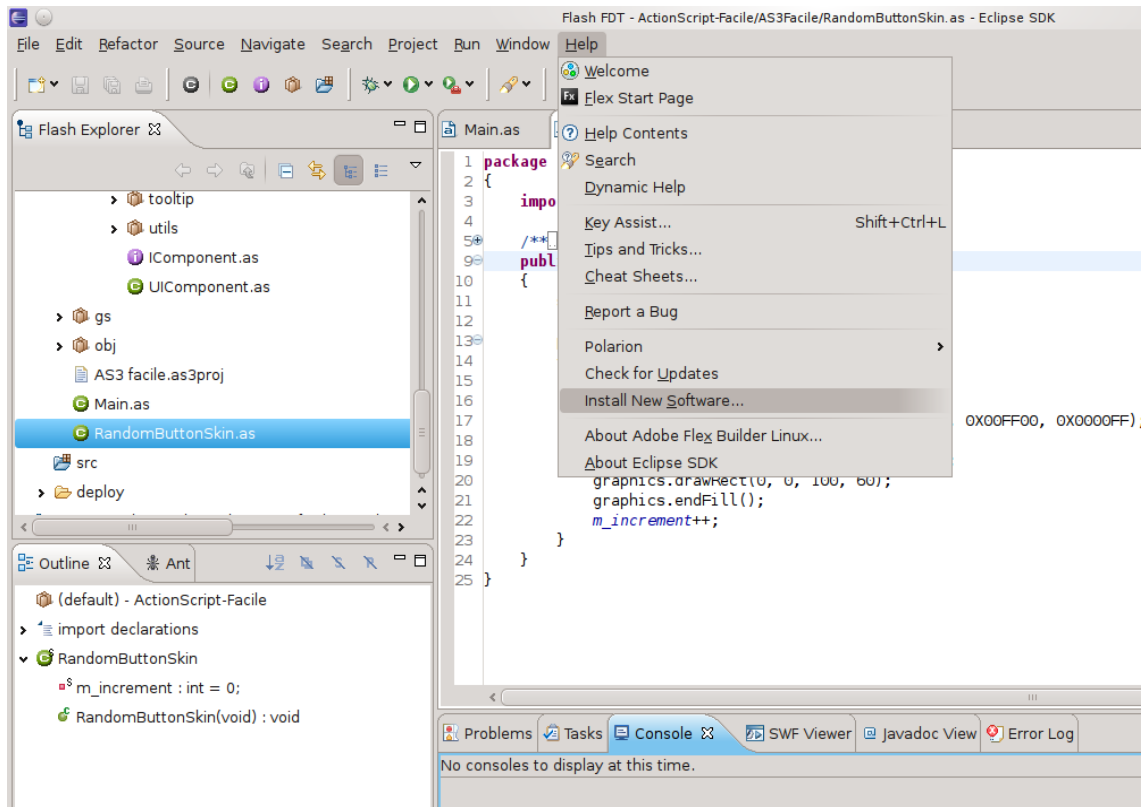 Flash FDT - ActionScript-Facile/AS3Facile/RandomButtonSkin.as - Eclipse SDK
File Edit Refactor Source Navigate Search Project Run Window Help
Welcome
Flex Start Page
Help Contents
Search
Dynamic Help
Key Assist... Shift+Ctrl+L
Tips and Tricks...
Cheat Sheets...
Report a Bug
Polarion
Check for Updates
Install New Software...
About Adobe Flex Builder Linux...
About Eclipse SDK
Flash Explorer
tooltip
utils
IComponent.as
UIComponent.as
gs
obj
AS3 facile.as3proj
Main.as
RandomButtonSkin.as
src
deploy
Main.as
1 package
2 {
3 impo
4
5 /**
9 publ
10 {
11
12
13
14
15
16
17 , 0X00FF00, 0X0000FF);
18
19
20 graphics.drawRect(0, 0, 100, 60);
21 graphics.endFill();
22 m_increment++;
23 }
24 }
25 }
Outline Ant
(default) - ActionScript-Facile
import declarations
RandomButtonSkin
m_increment : int = 0;
RandomButtonSkin(void) : void
Problems Tasks Console SWF Viewer Javadoc View Error Log
No consoles to display at this time.